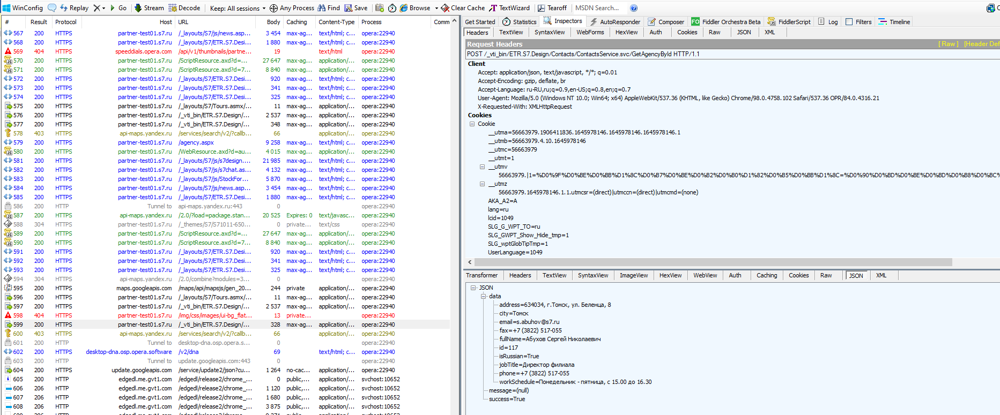 WinConfig Replay Go Stream Decode Keep: All sessions Any Process Find Save Browse Clear Cache TextWizard Tearoff MSDN Search...
# Result Protocol Host URL Body Caching Content-Type Process Comm
567 200 HTTPS partner-test01.s7.ru /_layouts/S7/js/news.asp... 3 454 max-ag... text/html; c... opera:22940
568 200 HTTPS partner-test01.s7.ru /_layouts/S7/ETR.S7.Desi... 1 880 max-ag... text/html; c... opera:22940
569 404 HTTPS speeddials.opera.com /api/v1/thumbnails/partne... 19 text/html opera:22940
570 200 HTTPS partner-test01.s7.ru /ScriptResource.axd?d=... 27 647 max-ag... application/... opera:22940
571 200 HTTPS partner-test01.s7.ru /ScriptResource.axd?d=7... 8 840 max-ag... application/... opera:22940
572 200 HTTPS partner-test01.s7.ru /_layouts/S7/ETR.S7.Desi... 920 max-ag... text/html; c... opera:22940
573 200 HTTPS partner-test01.s7.ru /_layouts/S7/ETR.S7.Desi... 341 max-ag... text/html; c... opera:22940
574 200 HTTPS partner-test01.s7.ru /_layouts/S7/ETR.S7.Desi... 325 max-ag... text/html; c... opera:22940
575 200 HTTPS partner-test01.s7.ru /_layouts/S7/Tours.asmx/... 11 max-ag... application/... opera:22940
576 200 HTTPS partner-test01.s7.ru /_vti_bin/ETR.S7.Design/... 2 537 max-ag... application/... opera:22940
577 200 HTTPS partner-test01.s7.ru /_vti_bin/ETR.S7.Design/... 348 max-ag... application/... opera:22940
578 403 HTTPS api-maps.yandex.ru /services/search/v2/?callb... 66 application/... opera:22940
579 200 HTTPS partner-test01.s7.ru /agency.aspx 9 258 max-ag... text/html; c... opera:22940
580 200 HTTPS partner-test01.s7.ru /WebResource.axd?d=au... 4 015 max-ag... application/... opera:22940
581 200 HTTPS partner-test01.s7.ru /_layouts/S7/js/s7design.... 21 985 max-ag... text/html; c... opera:22940
582 200 HTTPS partner-test01.s7.ru /_layouts/S7/js/s7chat.as... 4 132 max-ag... text/html; c... opera:22940
583 200 HTTPS partner-test01.s7.ru /_layouts/S7/js/StockFor... 5 870 max-ag... text/html; c... opera:22940
584 200 HTTPS partner-test01.s7.ru /_layouts/S7/js/news.asp... 3 454 max-ag... text/html; c... opera:22940
585 200 HTTPS partner-test01.s7.ru /_layouts/S7/ETR.S7.Desi... 1 880 max-ag... text/html; c... opera:22940
586 200 HTTP Tunnel to api-maps.yandex.ru:443 0 opera:22940
587 200 HTTPS api-maps.yandex.ru /2.0/?load=package.stan... 20 525 Expires: 0 text/javasc... opera:22940
588 304 HTTPS partner-test01.s7.ru /_themes/S7/S71011-650... 0 private... text/css opera:22940
589 200 HTTPS partner-test01.s7.ru /ScriptResource.axd?d=... 27 647 max-ag... application/... opera:22940
590 200 HTTPS partner-test01.s7.ru /ScriptResource.axd?d=7... 8 840 max-ag... application/... opera:22940
591 200 HTTPS partner-test01.s7.ru /_layouts/S7/ETR.S7.Desi... 920 max-ag... text/html; c... opera:22940
592 200 HTTPS partner-test01.s7.ru /_layouts/S7/ETR.S7.Desi... 341 max-ag... text/html; c... opera:22940
593 200 HTTPS partner-test01.s7.ru /_layouts/S7/ETR.S7.Desi... 325 max-ag... text/html; c... opera:22940
594 304 HTTPS api-maps.yandex.ru /2.0/combine?modules=3... 0 opera:22940
595 200 HTTPS maps.googleapis.com /maps/api/mapsjs/gen_20... 244 private application/... opera:22940
596 200 HTTPS partner-test01.s7.ru /_layouts/S7/Tours.asmx/... 11 max-ag... application/... opera:22940
597 200 HTTPS partner-test01.s7.ru /_vti_bin/ETR.S7.Design/... 2 537 max-ag... application/... opera:22940
598 404 HTTPS partner-test01.s7.ru /img/css/images/ui-bg_flat... 13 private... opera:22940
599 200 HTTPS partner-test01.s7.ru /_vti_bin/ETR.S7.Design/... 328 max-ag... application/... opera:22940
600 403 HTTPS api-maps.yandex.ru /services/search/v2/?callb... 66 application/... opera:22940
601 200 HTTP Tunnel to desktop-dna.osp.opera.s... 0 opera:22940
602 200 HTTPS desktop-dna.osp.opera.software /v2/dna 69 text/html; c... opera:22940
603 200 HTTP Tunnel to update.googleapis.com:443 0 opera:22940
604 200 HTTPS update.googleapis.com /service/update2/json?cu... 1 264 no-cac... application/... opera:22940
605 200 HTTP edgedl.me.gvt1.com /edgedl/release2/chrome_... 0 public,... application/... svchost:10652
606 206 HTTP edgedl.me.gvt1.com /edgedl/release2/chrome_... 1 120 public,... application/... svchost:10652
607 206 HTTP edgedl.me.gvt1.com /edgedl/release2/chrome_... 1 680 public,... application/... svchost:10652
608 206 HTTP edgedl.me.gvt1.com /edgedl/release2/chrome_... 3 875 public,... application/... svchost:10652
Get Started Statistics Inspectors AutoResponder Composer FO Fiddler Orchestra Beta FiddlerScript Log Filters Timeline
Headers TextView SyntaxView WebForms HexView Auth Cookies Raw JSON XML
Request Headers [ Raw ] [Header Def
POST /_vti_bin/ETR.S7.Design/Contacts/ContactsService.svc/GetAgencyById HTTP/1.1
Client
Accept: application/json, text/javascript, */*; q=0.01
Accept-Encoding: gzip, deflate, br
Accept-Language: ru-RU,ru;q=0.9,en-US;q=0.8,en;q=0.7
User-Agent: Mozilla/5.0 (Windows NT 10.0; Win64; x64) AppleWebKit/537.36 (KHTML, like Gecko) Chrome/98.0.4758.102 Safari/537.36 OPR/84.0.4316.21
X-Requested-With: XMLHttpRequest
Cookies
Cookie
__utma=56663979.1906411836.1645978146.1645978146.1645978146.1
__utmb=56663979.4.10.1645978146
__utmc=56663979
__utmt=1
__utmv
56663979.|1=%D0%9F%D0%BE%D0%BB%D1%8C%D0%B7%D0%BE%D0%B2%D0%B0%D1%82%D0%B5%D0%BB%D1%8C=%D0%90%D0%BD%D0%BE%D0%BD%D0%B8%D0%BC%
__utmz
56663979.1645978146.1.1.utmcsr=(direct)|utmccn=(direct)|utmcmd=(none)
AKA_A2=A
lang=ru
lcid=1049
SLG_G_WPT_TO=ru
SLG_GWPT_Show_Hide_tmp=1
SLG_wptGlobTipTmp=1
UserLanguage=1049
Transformer Headers TextView SyntaxView ImageView HexView WebView Auth Caching Cookies Raw JSON XML
JSON
data
address=634034, г.Томск, ул. Беленца, 8
city=Томск
email=s.abuhov@s7.ru
fax=+7 (3822) 517-055
fullName=Абухов Сергей Николаевич
id=117
isRussian=True
jobTitle=Директор филиала
phone=+7 (3822) 517-055
workSchedule=Понедельник - пятница, с 15.00 до 16.30
message=(null)
success=True